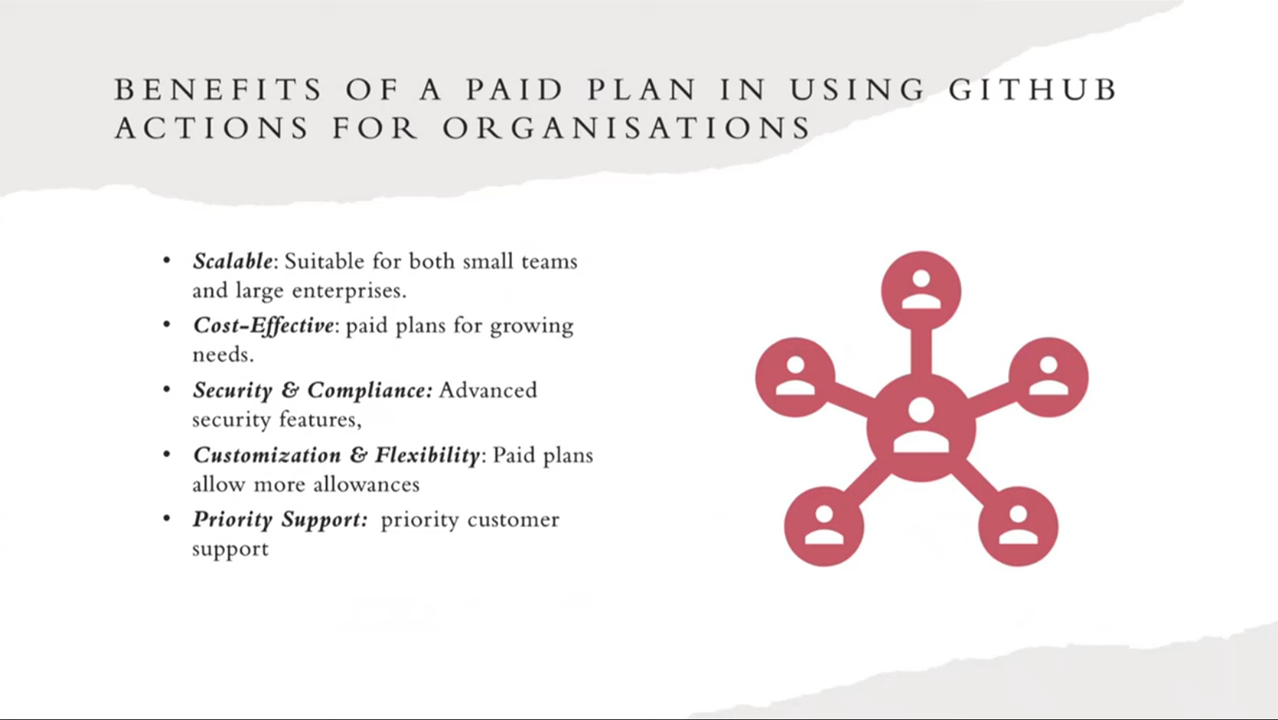 BENEFITS OF A PAID PLAN IN USING GITHUB
ACTIONS FOR ORGANISATIONS
• Scalable: Suitable for both small teams
and large enterprises.
• Cost-Effective: paid plans for growing
needs.
• Security & Compliance: Advanced
security features,
• Customization & Flexibility: Paid plans
allow more allowances
• Priority Support: priority customer
support